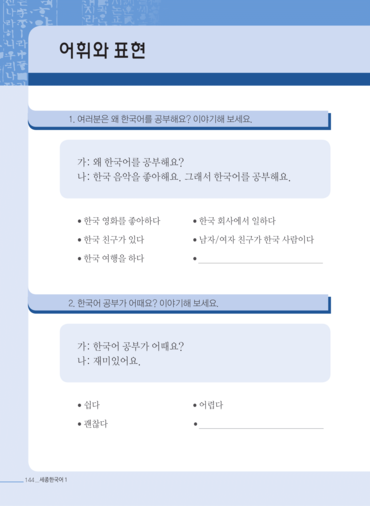 어휘와 표현
1. 여러분은 왜 한국어를 공부해요? 이야기해 보세요.
가: 왜 한국어를 공부해요?
나: 한국 음악을 좋아해요. 그래서 한국어를 공부해요.
• 한국 영화를 좋아하다
• 한국 회사에서 일하다
• 한국 친구가 있다
• 남자/여자 친구가 한국 사람이다
• 한국 여행을 하다
•
2. 한국어 공부가 어때요? 이야기해 보세요.
가: 한국어 공부가 어때요?
나: 재미있어요.
• 쉽다
• 어렵다
• 괜찮다
•
144 _ 세종한국어 1